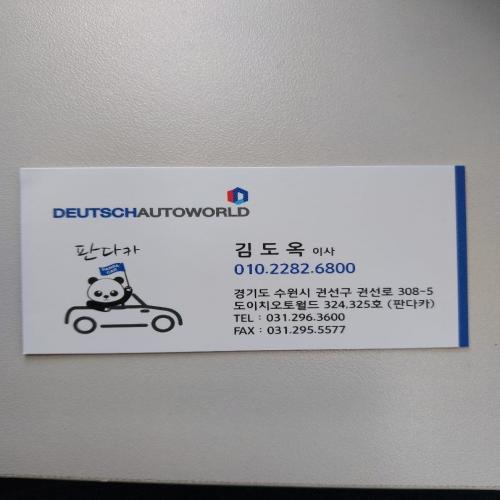 DEUTSCHAUTOWORLD
판다카
김도옥 이사
010.2282.6800
경기도 수원시 권선구 권선로 308-5
도이치오토월드 324.325호 (판다카)
TEL : 031.296.3600
FAX : 031.295.5577